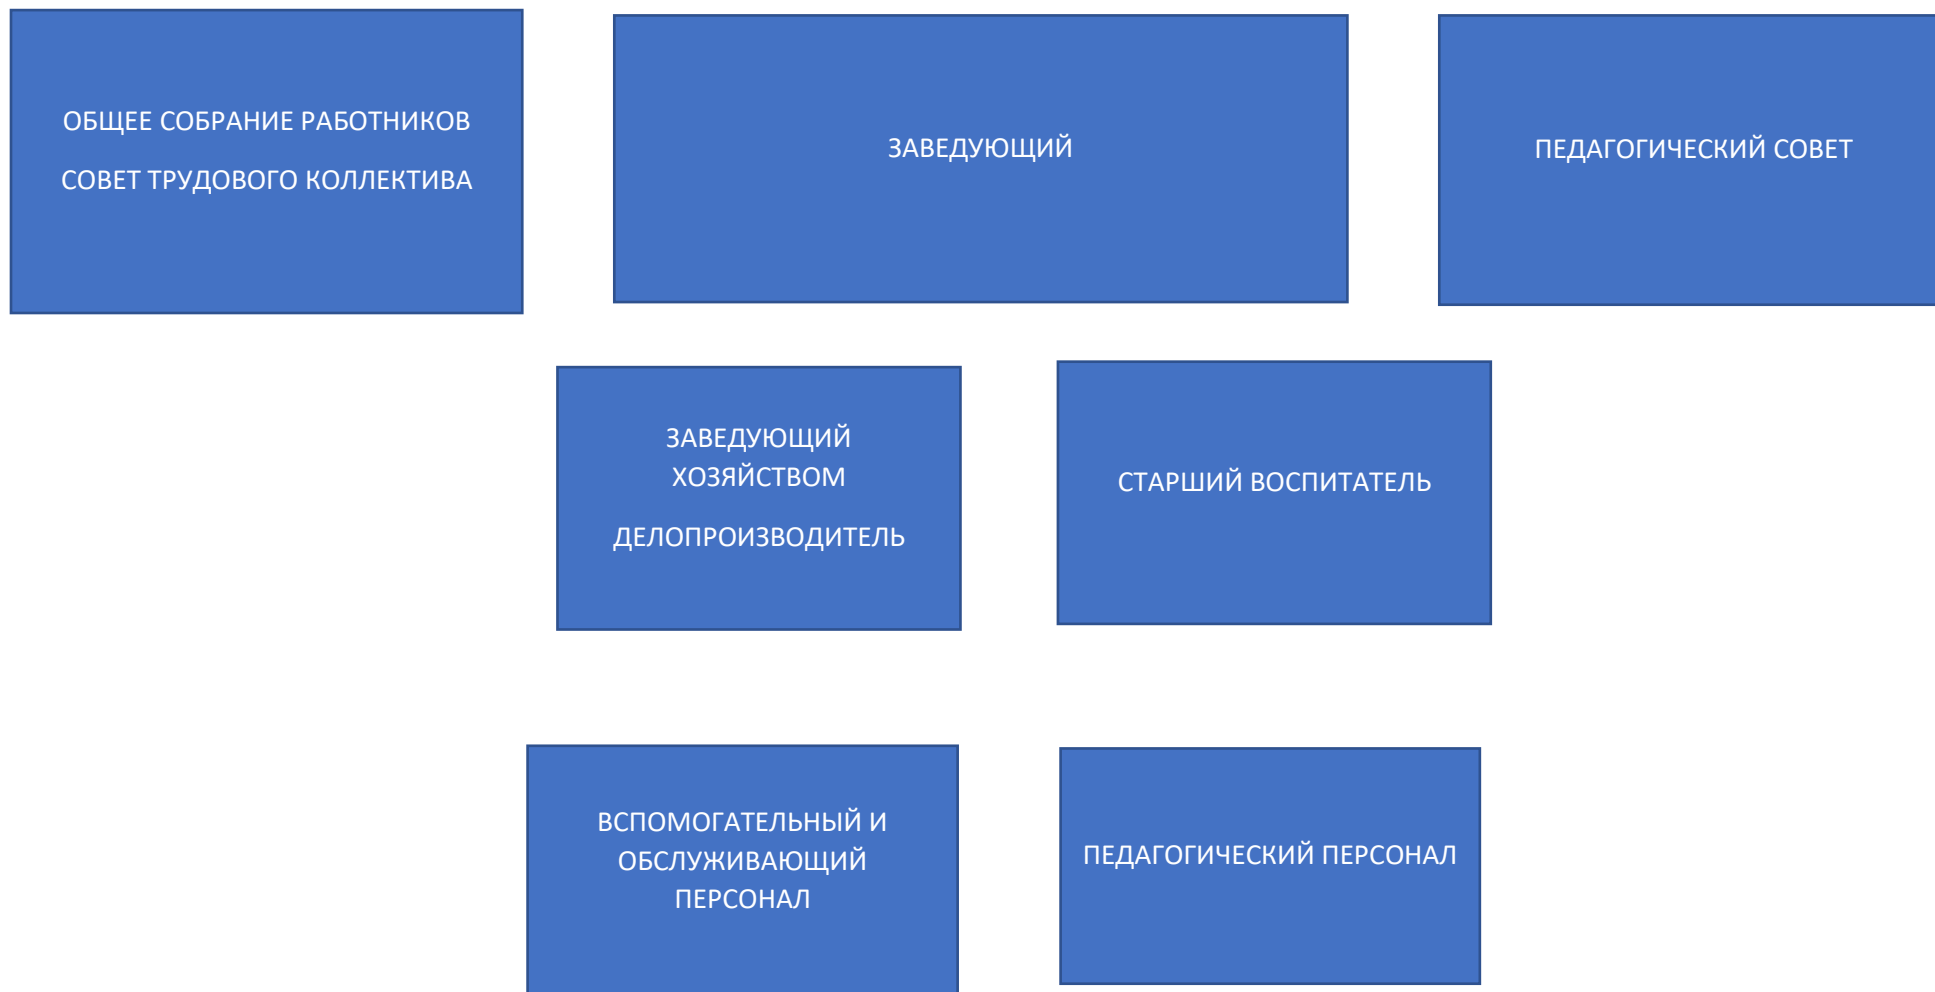 ОБЩЕЕ СОБРАНИЕ РАБОТНИКОВ
СОВЕТ ТРУДОВОГО КОЛЛЕКТИВА
ЗАВЕДУЮЩИЙ
ПЕДАГОГИЧЕСКИЙ СОВЕТ
ЗАВЕДУЮЩИЙ
ХОЗЯЙСТВОМ
ДЕЛОПРОИЗВОДИТЕЛЬ
СТАРШИЙ ВОСПИТАТЕЛЬ
ВСПОМОГАТЕЛЬНЫЙ И
ОБСЛУЖИВАЮЩИЙ
ПЕРСОНАЛ
ПЕДАГОГИЧЕСКИЙ ПЕРСОНАЛ